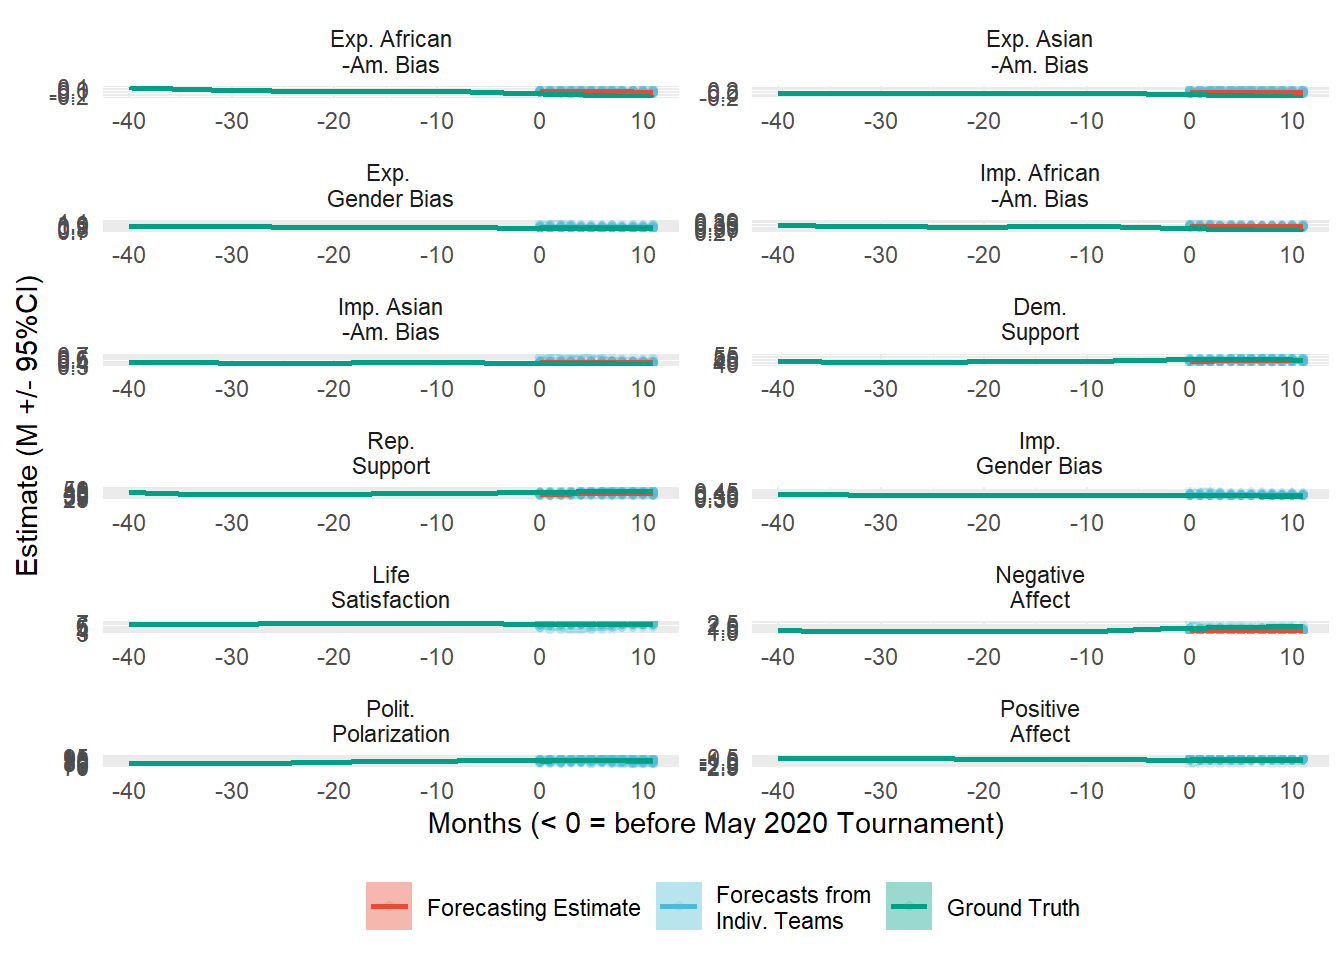 Exp. African
-Am. Bias
Exp. Asian
-Am. Bias
-40 -30 -20 -10 0 10
-40 -30 -20 -10 0 10
Exp.
Gender Bias
Imp. African
-Am. Bias
-40 -30 -20 -10 0 10
-40 -30 -20 -10 0 10
Imp. Asian
-Am. Bias
Dem.
Support
-40 -30 -20 -10 0 10
-40 -30 -20 -10 0 10
Rep.
Support
Imp.
Gender Bias
-40 -30 -20 -10 0 10
-40 -30 -20 -10 0 10
Life
Satisfaction
Negative
Affect
-40 -30 -20 -10 0 10
-40 -30 -20 -10 0 10
Polit.
Polarization
Positive
Affect
-40 -30 -20 -10 0 10
-40 -30 -20 -10 0 10
Estimate (M +/- 95%CI)
Months (< 0 = before May 2020 Tournament)
Forecasting Estimate
Forecasts from
Indiv. Teams
Ground Truth